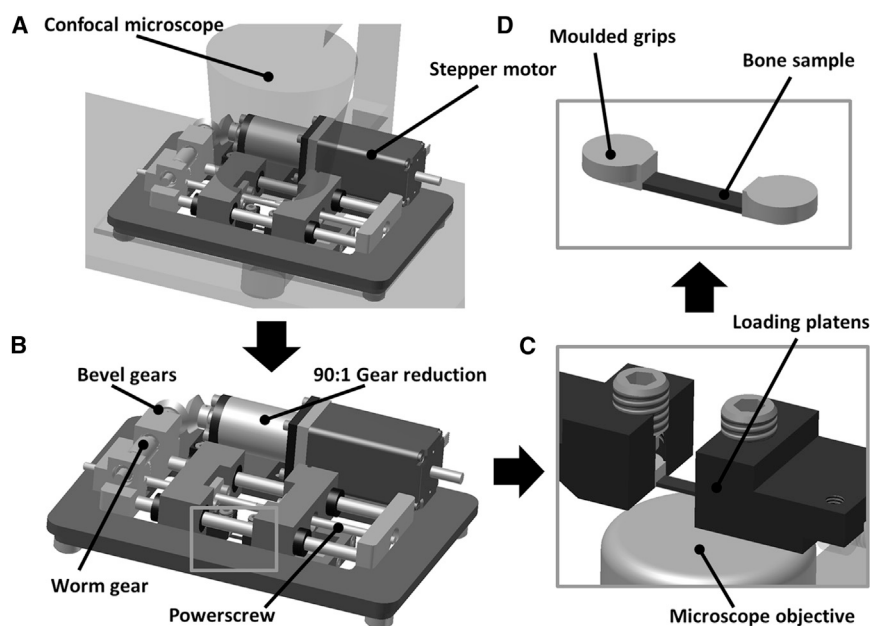 A
Confocal microscope
Stepper motor
B
Bevel gears
90:1 Gear reduction
Worm gear
Powerscrew
C
Loading platens
Microscope objective
D
Moulded grips
Bone sample